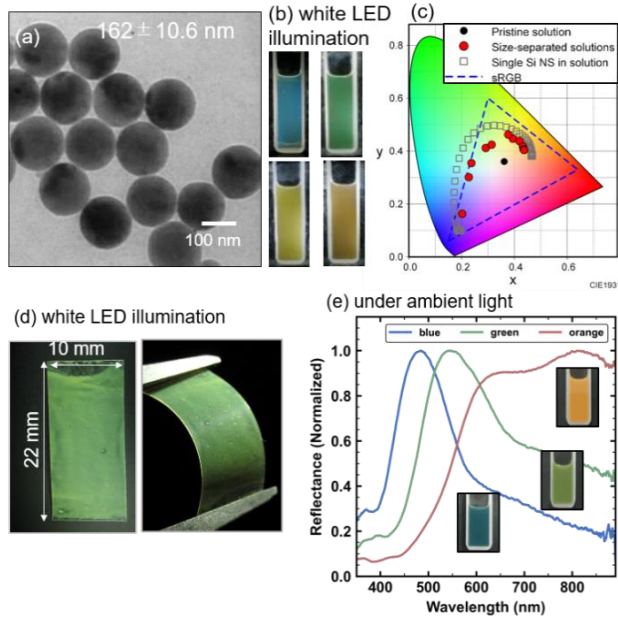 (a)
162 ± 10.6 nm
100 nm
(b) white LED
illumination
(c)
Pristine solution
Size-separated solutions
Single Si NS in solution
sRGB
0.8
0.6
y
0.4
0.2
0.0
0.0 0.2 0.4 0.6
x
CIE193
(d) white LED illumination
10 mm
22 mm
(e) under ambient light
blue green orange
Reflectance (Normalized)
1.0
0.8
0.6
0.4
0.2
0.0
400 500 600 700 800
Wavelength (nm)